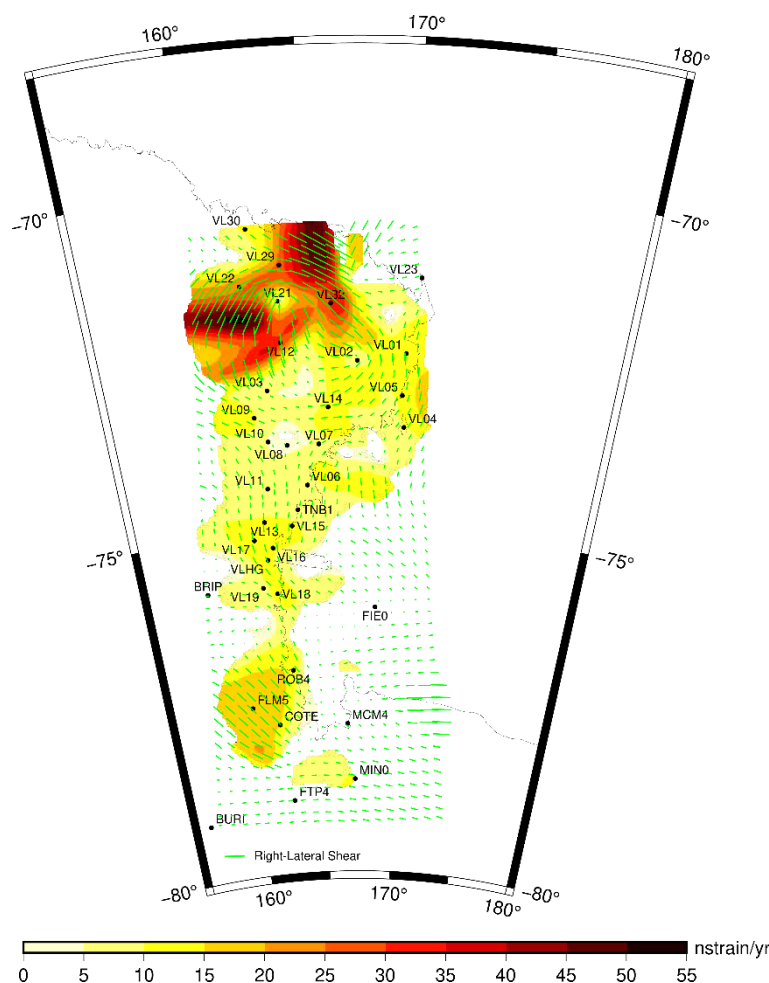 160°
170°
180°
−70°
−70°
VL30
VL29
VL23
VL22
VL21
VL32
VL12
VL02
VL01
VL03
VL05
VL14
VL09
VL04
VL10
VL07
VL08
VL11
VL06
TNB1
VL13
VL15
VL17
VL16
−75°
−75°
VLHG
BRIP
VL19
VL18
FIE0
ROB4
FLM5
COTE
MCM4
MIN0
FTP4
BURI
Right-Lateral Shear
−80°
160°
170°
180°
−80°
nstrain/yr
0 5 10 15 20 25 30 35 40 45 50 55